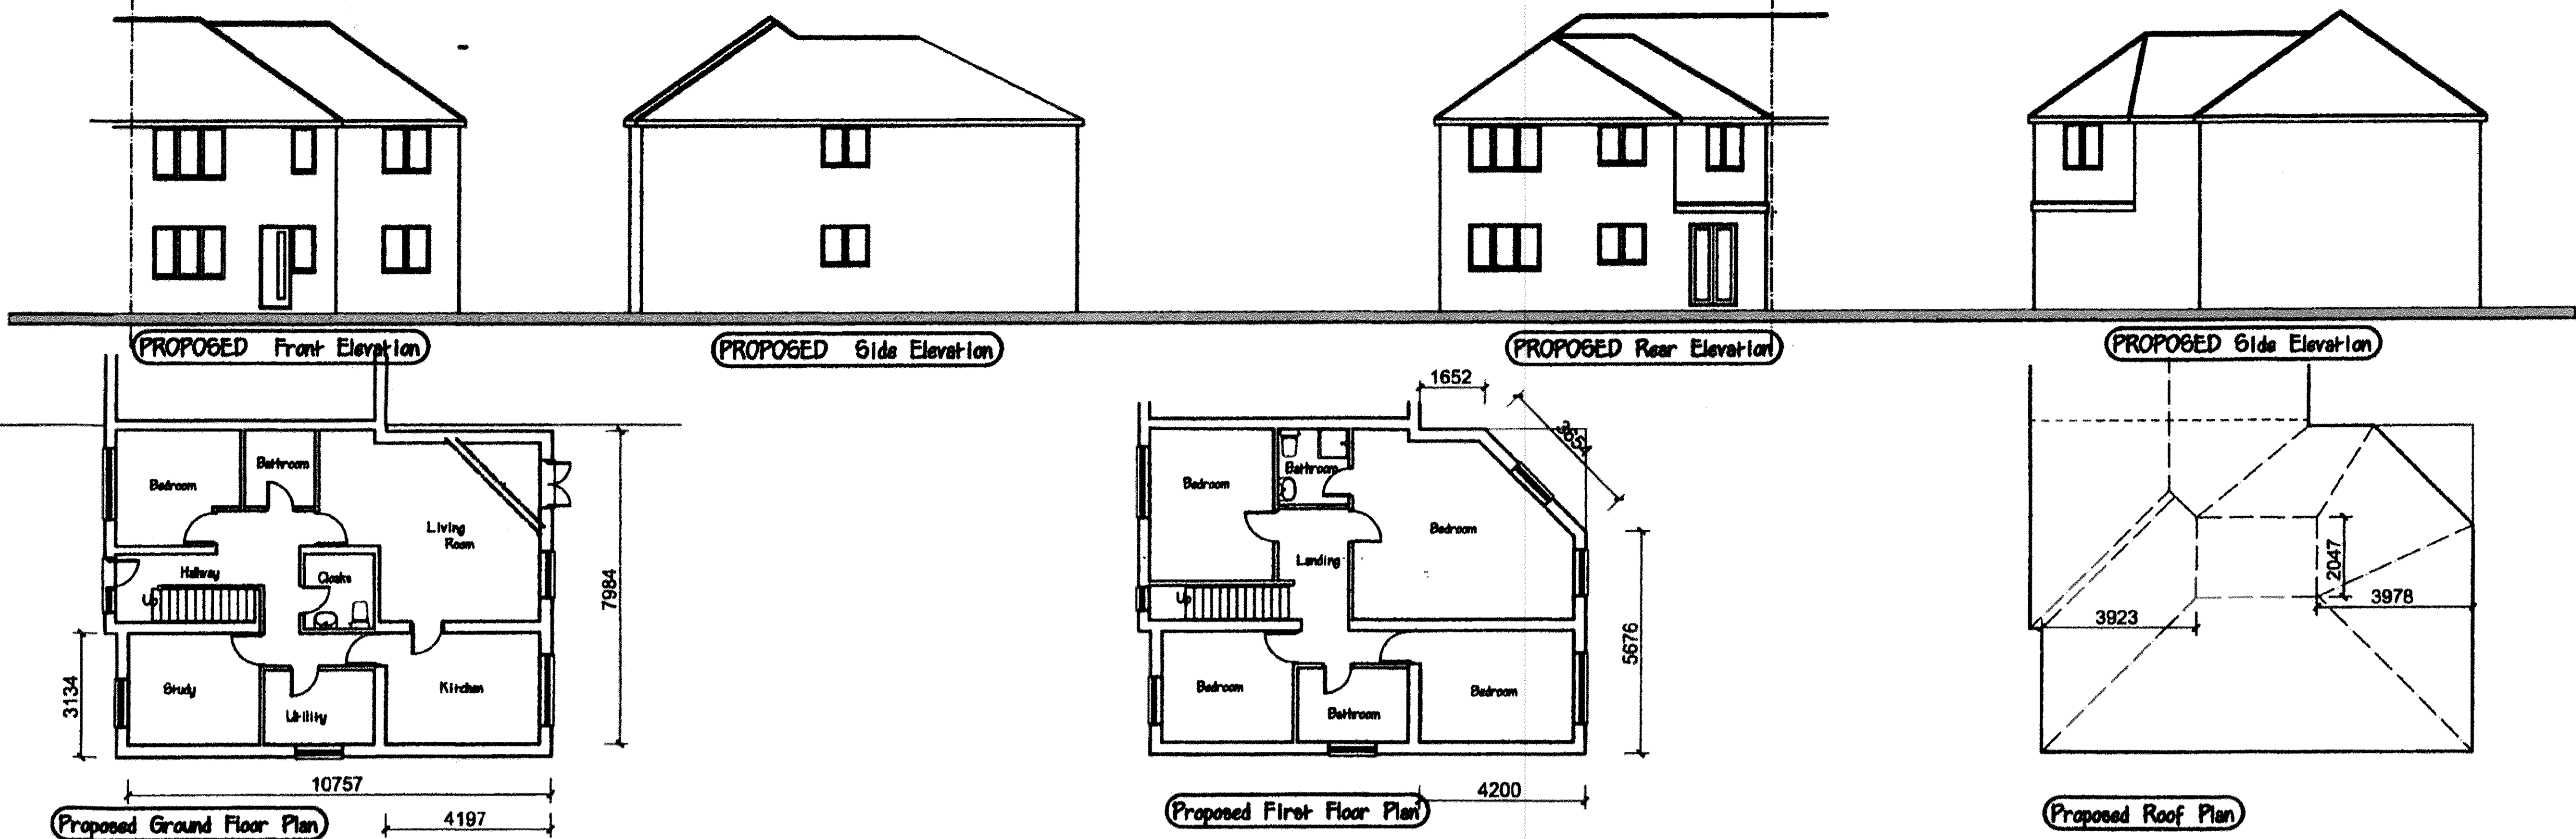 PROPOSED Front Elevation
PROPOSED Side Elevation
PROPOSED Rear Elevation
PROPOSED Side Elevation
Bedroom
Bathroom
Living
Room
Hallway
Cloaks
Up
Study
Utility
Kitchen
3134
7984
10757
4197
Proposed Ground Floor Plan
1652
Bedroom
Bathroom
Bedroom
Landing
Up
Bedroom
Bathroom
Bedroom
5676
4200
Proposed First Floor Plan
2047
3978
3923
Proposed Roof Plan